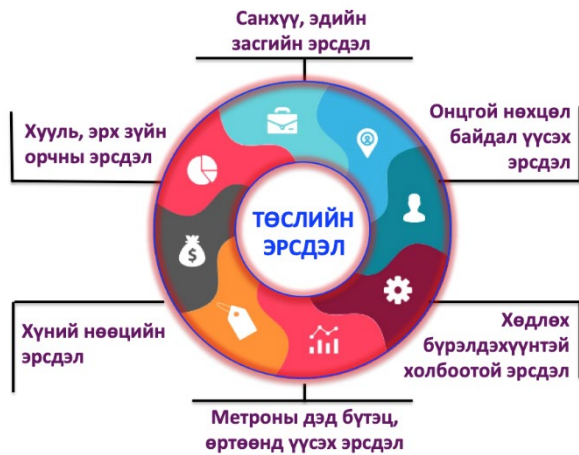 Санхүү, эдийн
засгийн эрсдэл
Хууль, эрх зүйн
орчны эрсдэл
Онцгой нөхцөл
байдал үүсэх
эрсдэл
ТӨСЛИЙН
ЭРСДЭЛ
$
Хүний нөөцийн
эрсдэл
Хөдлөх
бүрэлдэхүүнтэй
холбоотой эрсдэл
Метроны дэд бүтэц,
өртөөнд үүсэх эрсдэл